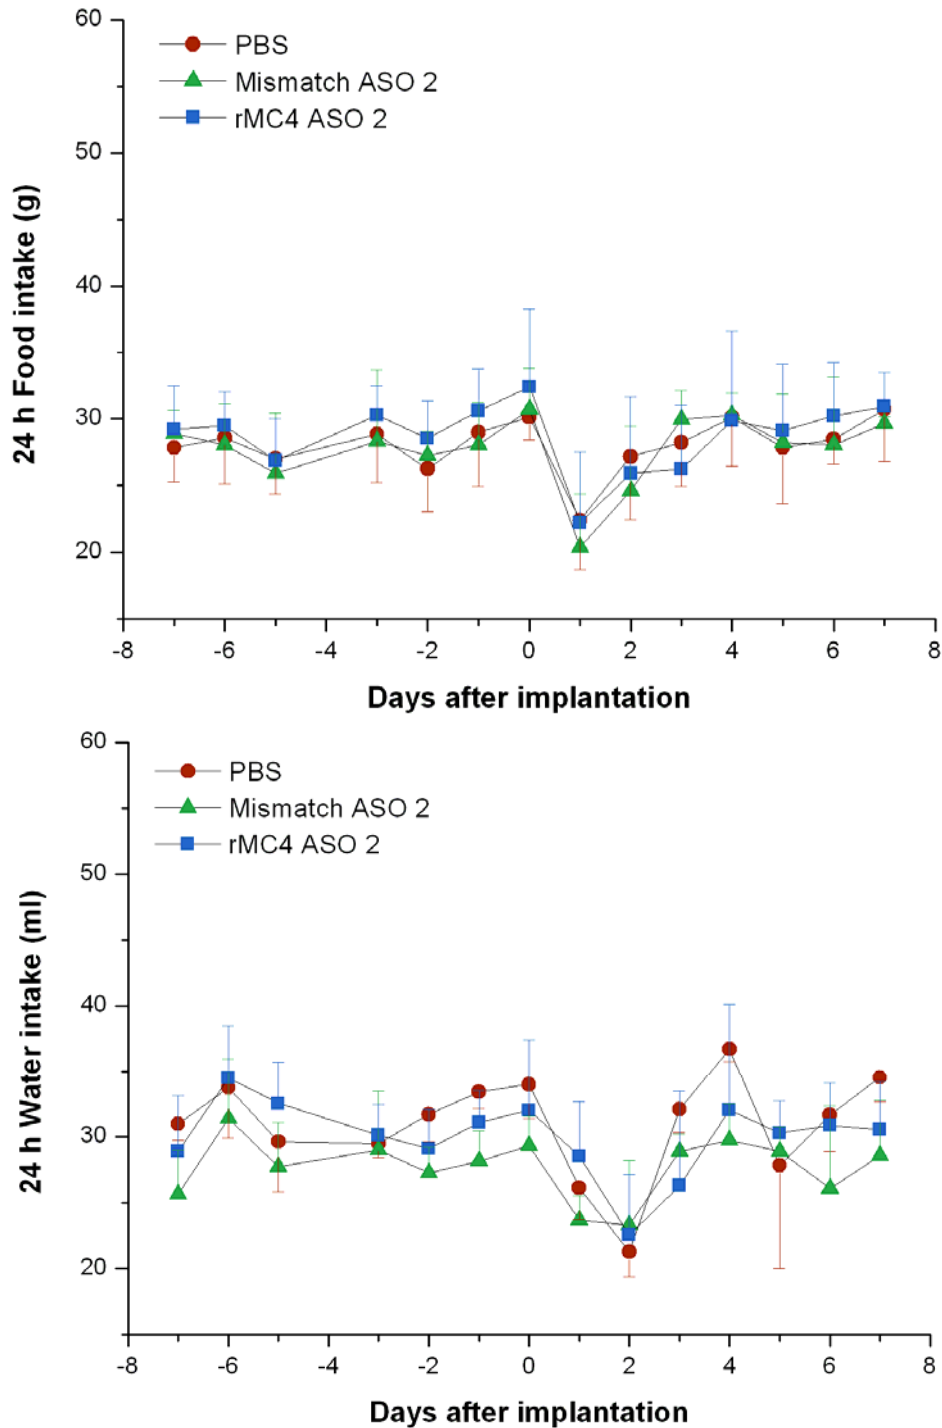 60
50
40
30
20
24 h Food intake (g)
PBS
Mismatch ASO 2
rMC4 ASO 2
-8 -6 -4 -2 0 2 4 6 8
Days after implantation
60
50
40
30
20
24 h Water intake (ml)
PBS
Mismatch ASO 2
rMC4 ASO 2
-8 -6 -4 -2 0 2 4 6 8
Days after implantation